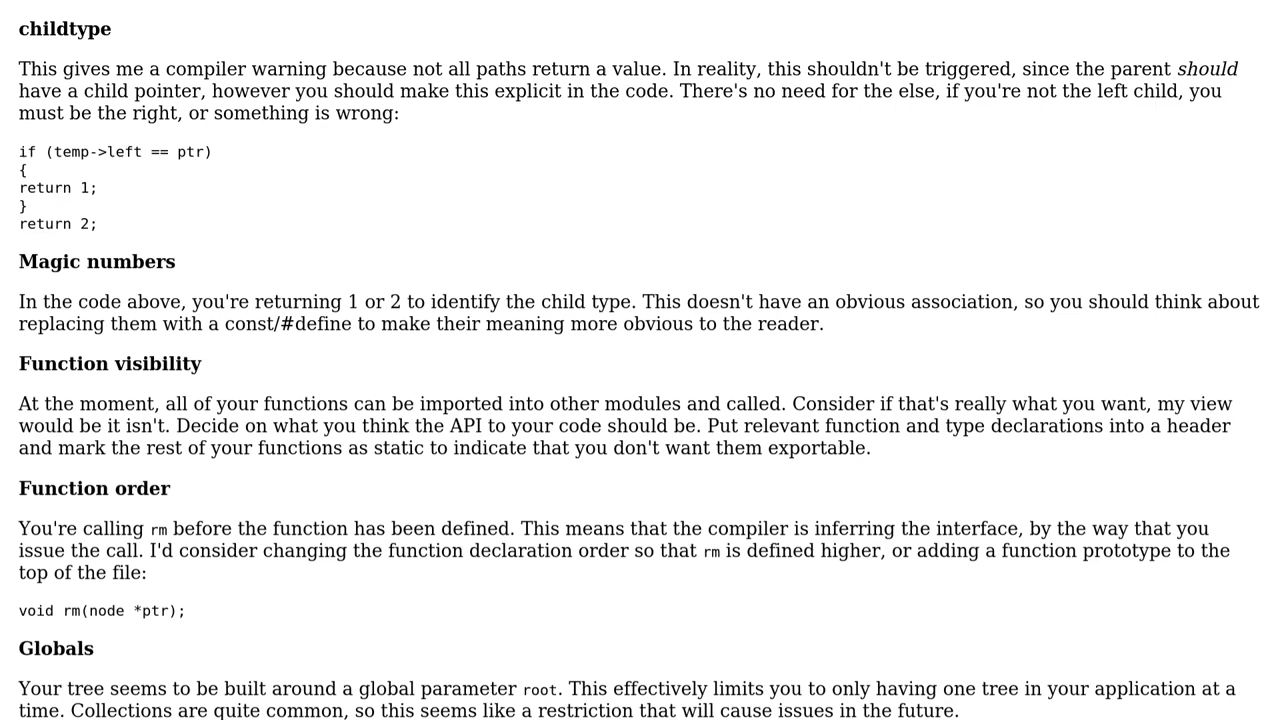 childtype
This gives me a compiler warning because not all paths return a value. In reality, this shouldn't be triggered, since the parent should
have a child pointer, however you should make this explicit in the code. There's no need for the else, if you're not the left child, you
must be the right, or something is wrong:
if (temp->left == ptr)
{
return 1;
}
return 2;
Magic numbers
In the code above, you're returning 1 or 2 to identify the child type. This doesn't have an obvious association, so you should think about
replacing them with a const/#define to make their meaning more obvious to the reader.
Function visibility
At the moment, all of your functions can be imported into other modules and called. Consider if that's really what you want, my view
would be it isn't. Decide on what you think the API to your code should be. Put relevant function and type declarations into a header
and mark the rest of your functions as static to indicate that you don't want them exportable.
Function order
You're calling rm before the function has been defined. This means that the compiler is inferring the interface, by the way that you
issue the call. I'd consider changing the function declaration order so that rm is defined higher, or adding a function prototype to the
top of the file:
void rm(node *ptr);
Globals
Your tree seems to be built around a global parameter root. This effectively limits you to only having one tree in your application at a
time. Collections are quite common, so this seems like a restriction that will cause issues in the future.